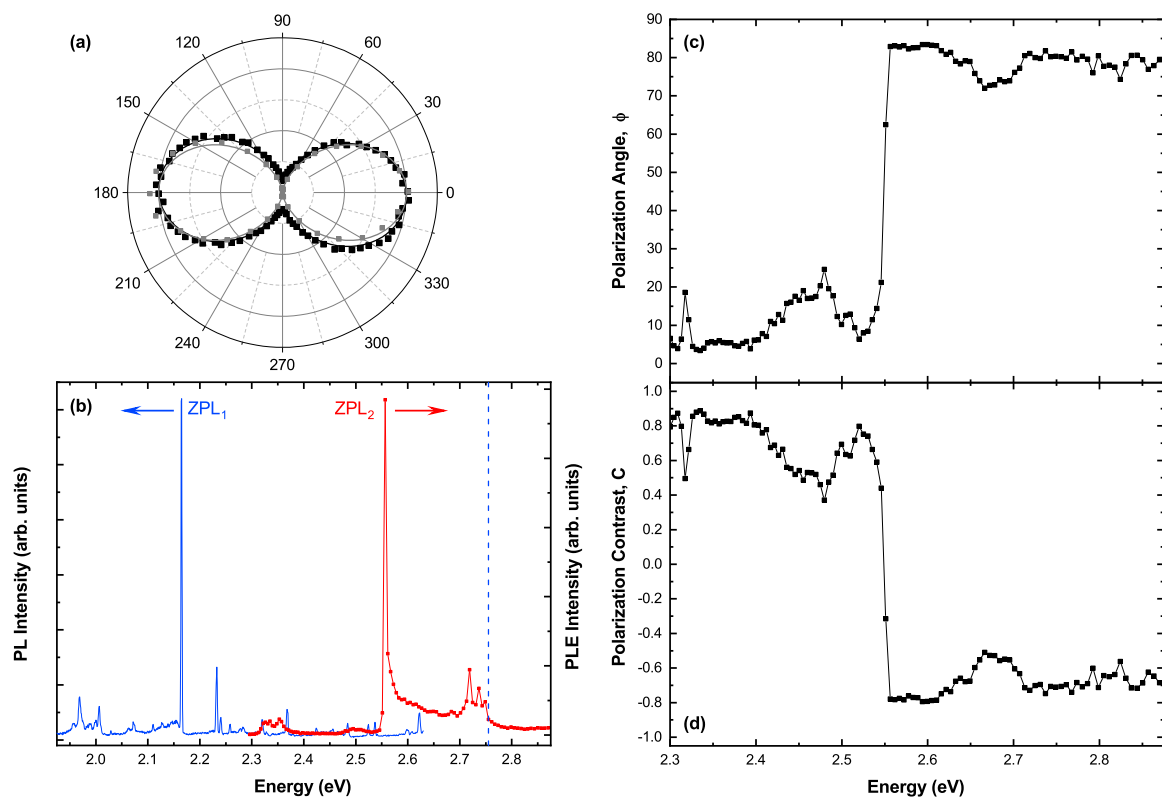 (a)
90
120
60
150
30
180
0
210
330
240
300
270
(b)
ZPL1
ZPL2
PL Intensity (arb. units)
PLE Intensity (arb. units)
2.0 2.1 2.2 2.3 2.4 2.5 2.6 2.7 2.8
Energy (eV)
(c)
90
80
70
60
50
40
30
20
10
0
Polarization Angle, ϕ
1.0
0.8
0.6
0.4
0.2
0.0
-0.2
-0.4
-0.6
-0.8
-1.0
Polarization Contrast, C
(d)
2.3 2.4 2.5 2.6 2.7 2.8
Energy (eV)